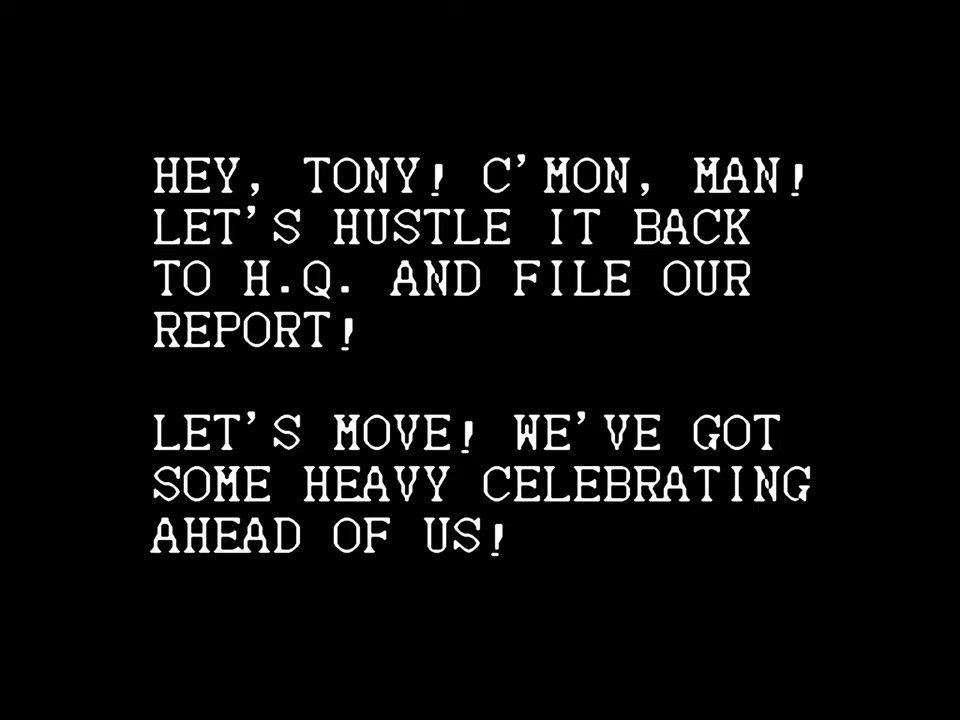 HEY, TONY! C'MON, MAN!
LET'S HUSTLE IT BACK
TO H.Q. AND FILE OUR
REPORT!
LET'S MOVE! WE'VE GOT
SOME HEAVY CELEBRATING
AHEAD OF US!